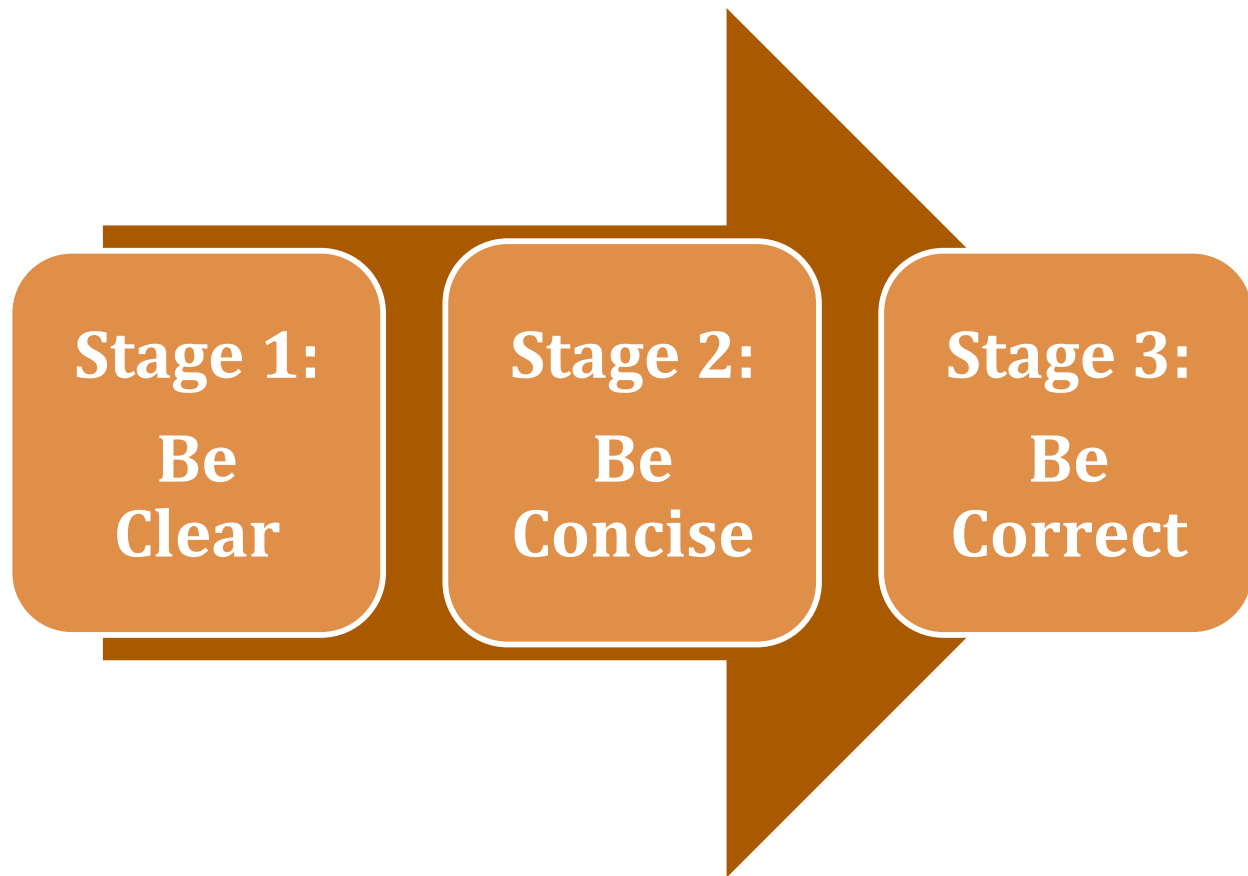 Stage 1:
Be
Clear
Stage 2:
Be
Concise
Stage 3:
Be
Correct